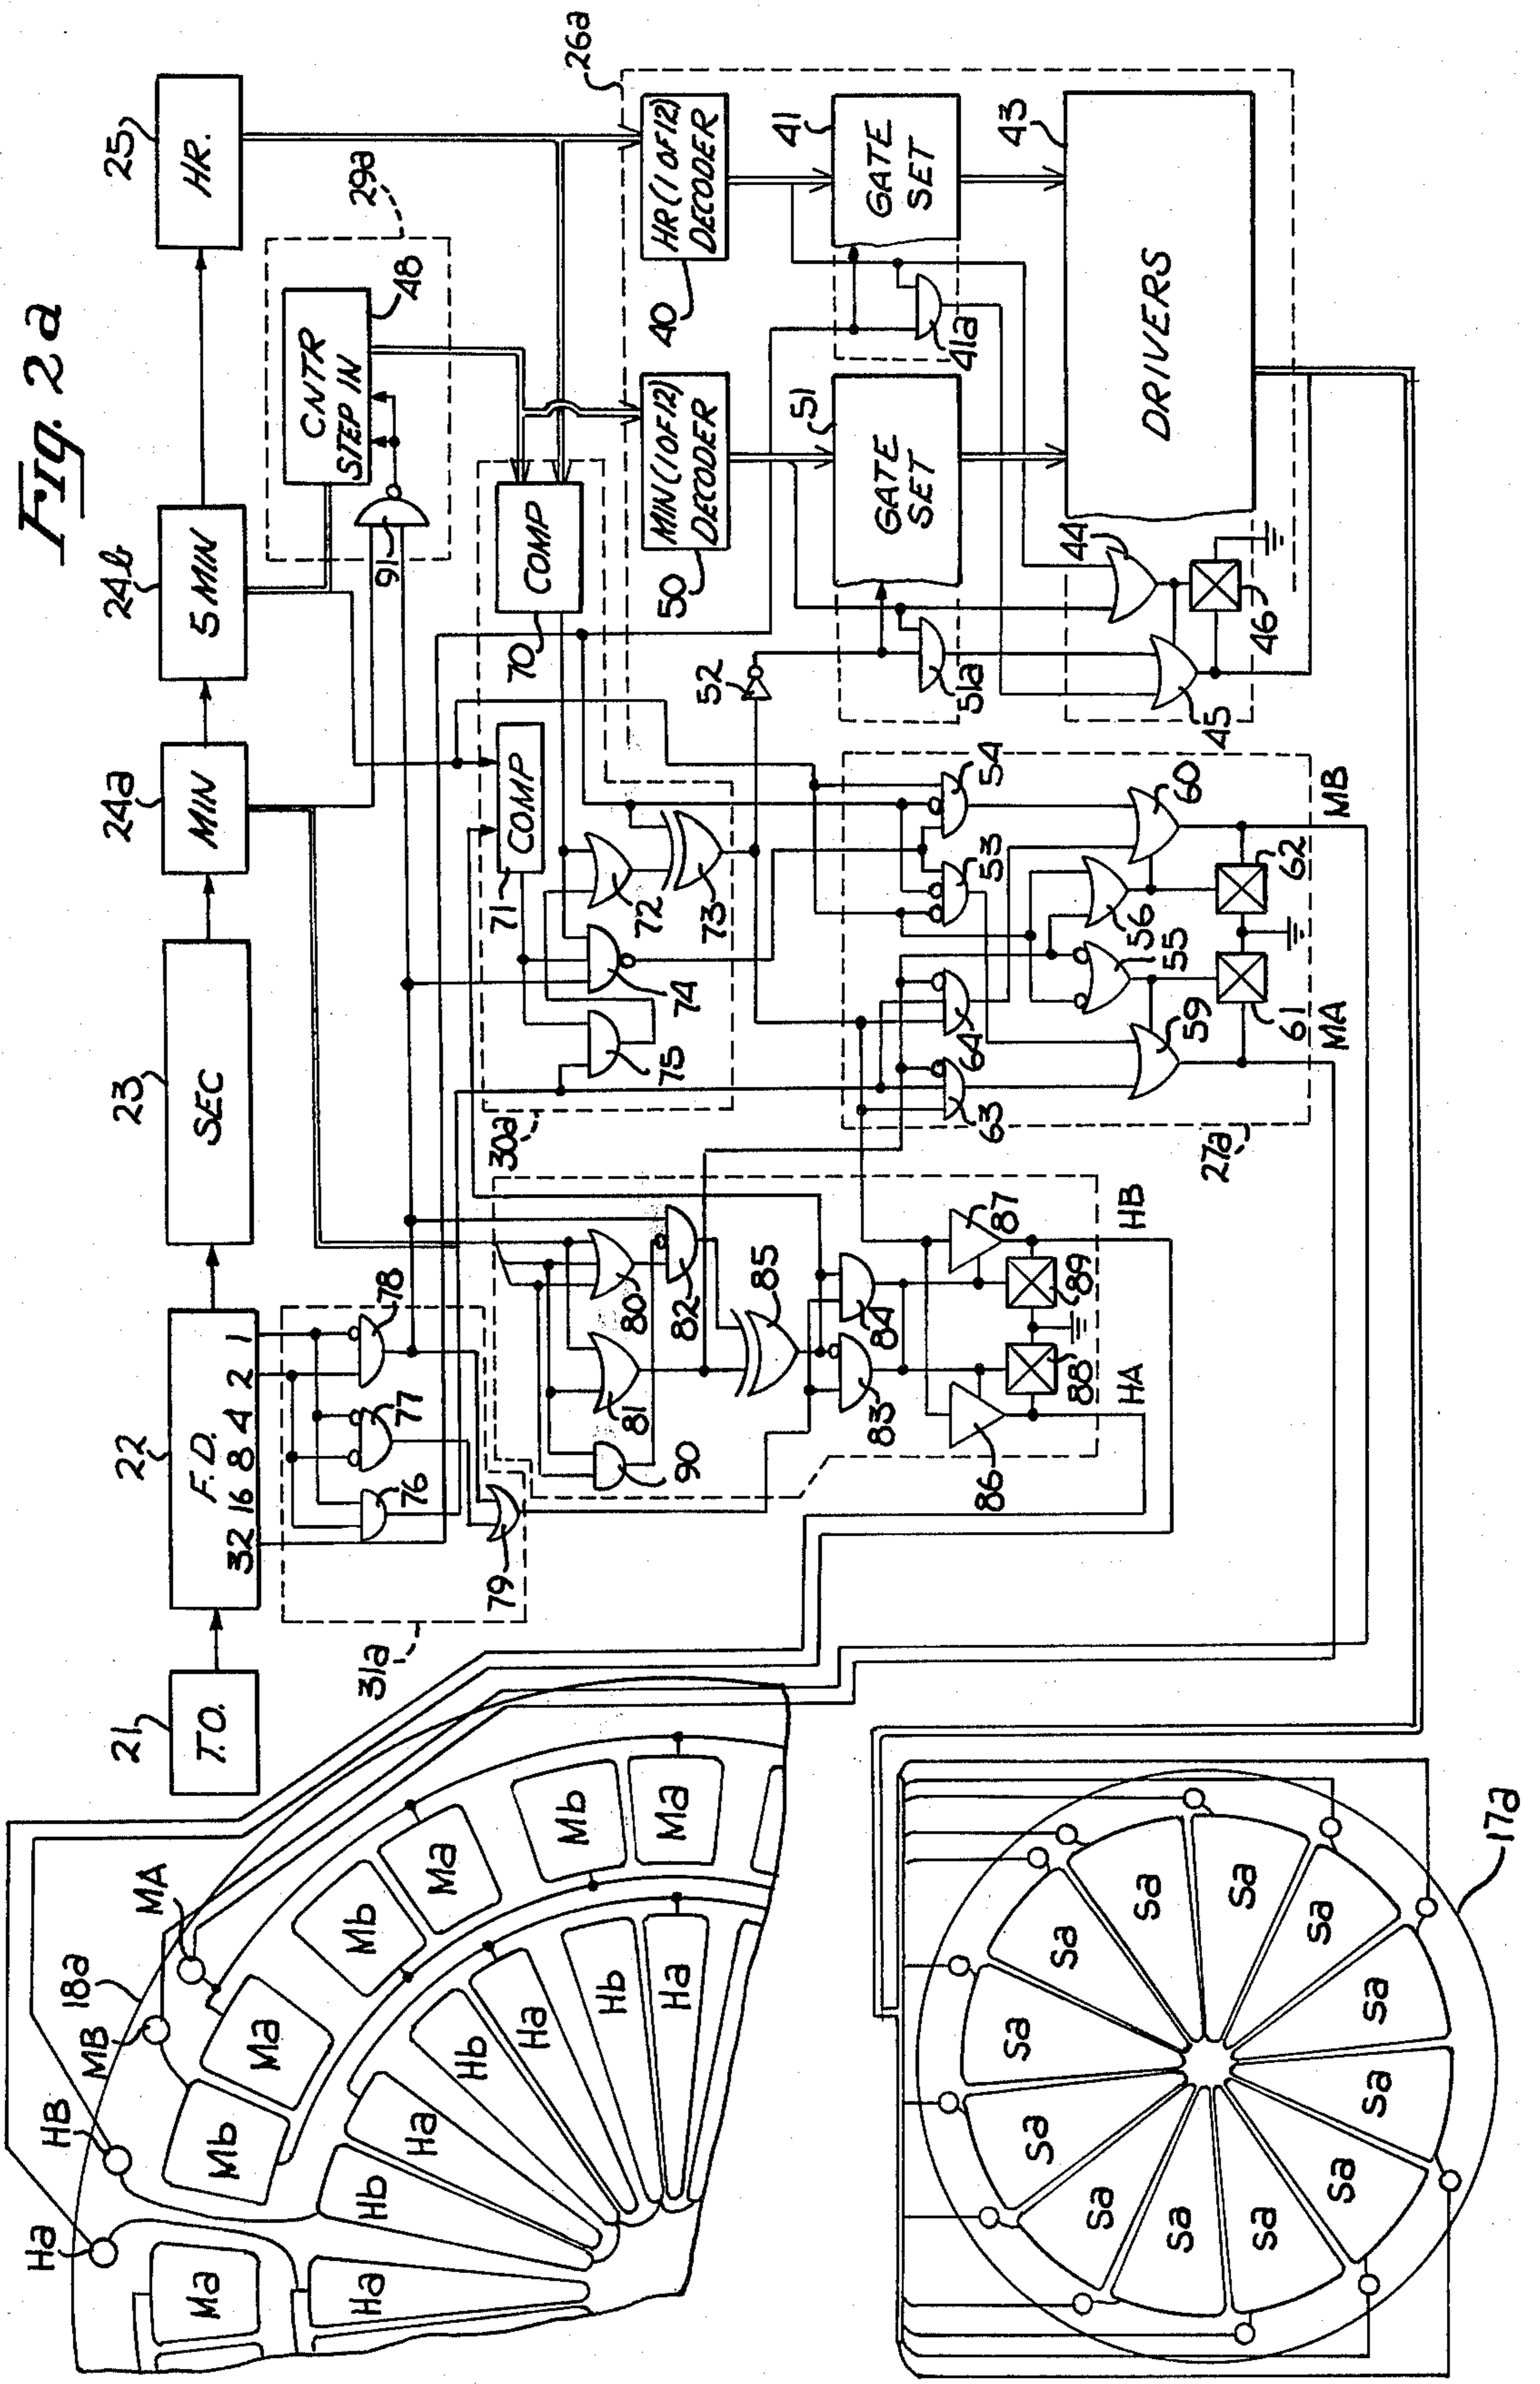 Fig. 2a
21
T.O.
22
F.D.
32 16 8 4 2 1
23
SEC
24a
MIN
24b
5 MIN
25
HR.
31a
76
77
78
79
29a
CNTR
STEP IN
48
91
30a
70
COMP
71
COMP
72
73
74
75
26a
HR (1 OF 12)
DECODER
40
MIN (1 OF 12)
DECODER
50
41
GATE
SET
41a
51
GATE
SET
51a
52
43
DRIVERS
44
45
46
80
81
82
83
84
85
86
87
88
89
90
HA
HB
27a
53
54
55
56
59
60
61
62
63
64
MA
MB
18a
Ha
HB
MB
MA
Ma
Mb
Ma
Mb
Ma
Mb
Ma
Ha
Hb
Ha
Hb
Ha
Hb
Ha
17a
Sa
Sa
Sa
Sa
Sa
Sa
Sa
Sa
Sa
Sa
Sa
Sa